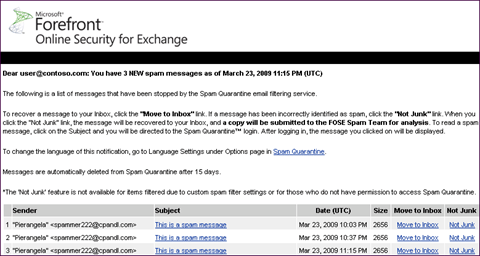 Microsoft®
Forefront
Online Security for Exchange
Dear user@contoso.com: You have 3 NEW spam messages as of March 23, 2009 11:15 PM (UTC)
The following is a list of messages that have been stopped by the Spam Quarantine email filtering service.
To recover a message to your Inbox, click the "Move to Inbox" link. If a message has been incorrectly identified as spam, click the "Not Junk" link. When you
click the "Not Junk" link, the message will be recovered to your Inbox, and a copy will be submitted to the FOSE Spam Team for analysis. To read a spam
message, click on the Subject and you will be directed to the Spam Quarantine™ login. After logging in, the message you clicked on will be displayed.
To change the language of this notification, go to Language Settings under Options page in Spam Quarantine.
Messages are automatically deleted from Spam Quarantine after 15 days.
*The 'Not Junk' feature is not available for items filtered due to custom spam filter settings or for those who do not have permission to access Spam Quarantine.
Sender Subject Date (UTC) Size Move to Inbox Not Junk
1 "Pierangela" <spammer222@cpandl.com> This is a spam message Mar 23, 2009 10:03 PM 2656 Move to Inbox Not Junk
2 "Pierangela" <spammer222@cpandl.com> This is a spam message Mar 23, 2009 10:37 PM 2656 Move to Inbox Not Junk
3 "Pierangela" <spammer222@cpandl.com> This is a spam message Mar 23, 2009 11:15 PM 2656 Move to Inbox Not Junk